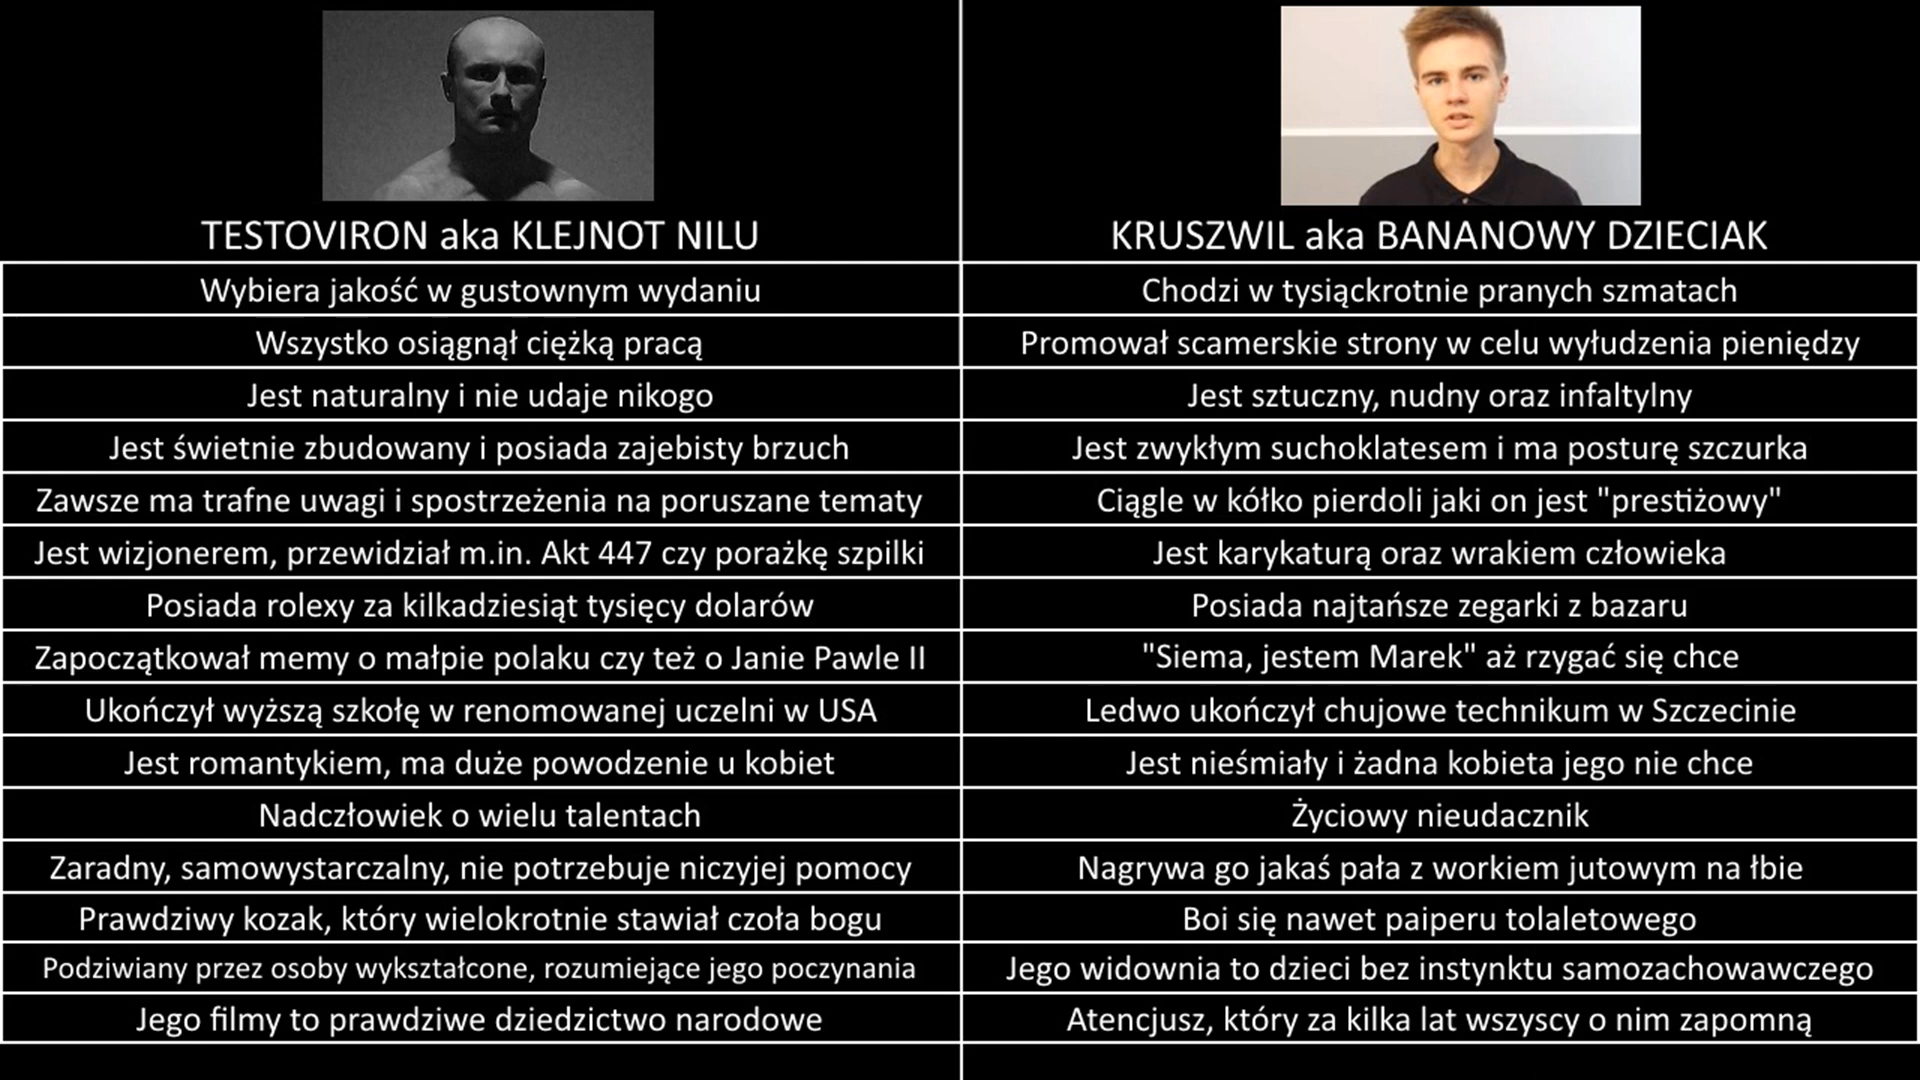 TESTOVIRON aka KLEJNOT NILU
KRUSZWIL aka BANANOWY DZIECIAK
Wybiera jakość w gustownym wydaniu
Chodzi w tysiąckrotnie pranych szmatach
Wszystko osiągnął ciężką pracą
Promował scamerskie strony w celu wyłudzenia pieniędzy
Jest naturalny i nie udaje nikogo
Jest sztuczny, nudny oraz infaltylny
Jest świetnie zbudowany i posiada zajebisty brzuch
Jest zwykłym suchoklatesem i ma posturę szczurka
Zawsze ma trafne uwagi i spostrzeżenia na poruszane tematy
Ciągle w kółko pierdoli jaki on jest "prestiżowy"
Jest wizjonerem, przewidział m.in. Akt 447 czy porażkę szpilki
Jest karykaturą oraz wrakiem człowieka
Posiada rolexy za kilkadziesiąt tysięcy dolarów
Posiada najtańsze zegarki z bazaru
Zapoczątkował memy o małpie polaku czy też o Janie Pawle II
"Siema, jestem Marek" aż rzygać się chce
Ukończył wyższą szkołę w renomowanej uczelni w USA
Ledwo ukończył chujowe technikum w Szczecinie
Jest romantykiem, ma duże powodzenie u kobiet
Jest nieśmiały i żadna kobieta jego nie chce
Nadczłowiek o wielu talentach
Życiowy nieudacznik
Zaradny, samowystarczalny, nie potrzebuje niczyjej pomocy
Nagrywa go jakaś pała z workiem jutowym na łbie
Prawdziwy kozak, który wielokrotnie stawiał czoła bogu
Boi się nawet paiperu tolaletowego
Podziwiany przez osoby wykształcone, rozumiejące jego poczynania
Jego widownia to dzieci bez instynktu samozachowawczego
Jego filmy to prawdziwe dziedzictwo narodowe
Atencjusz, który za kilka lat wszyscy o nim zapomną